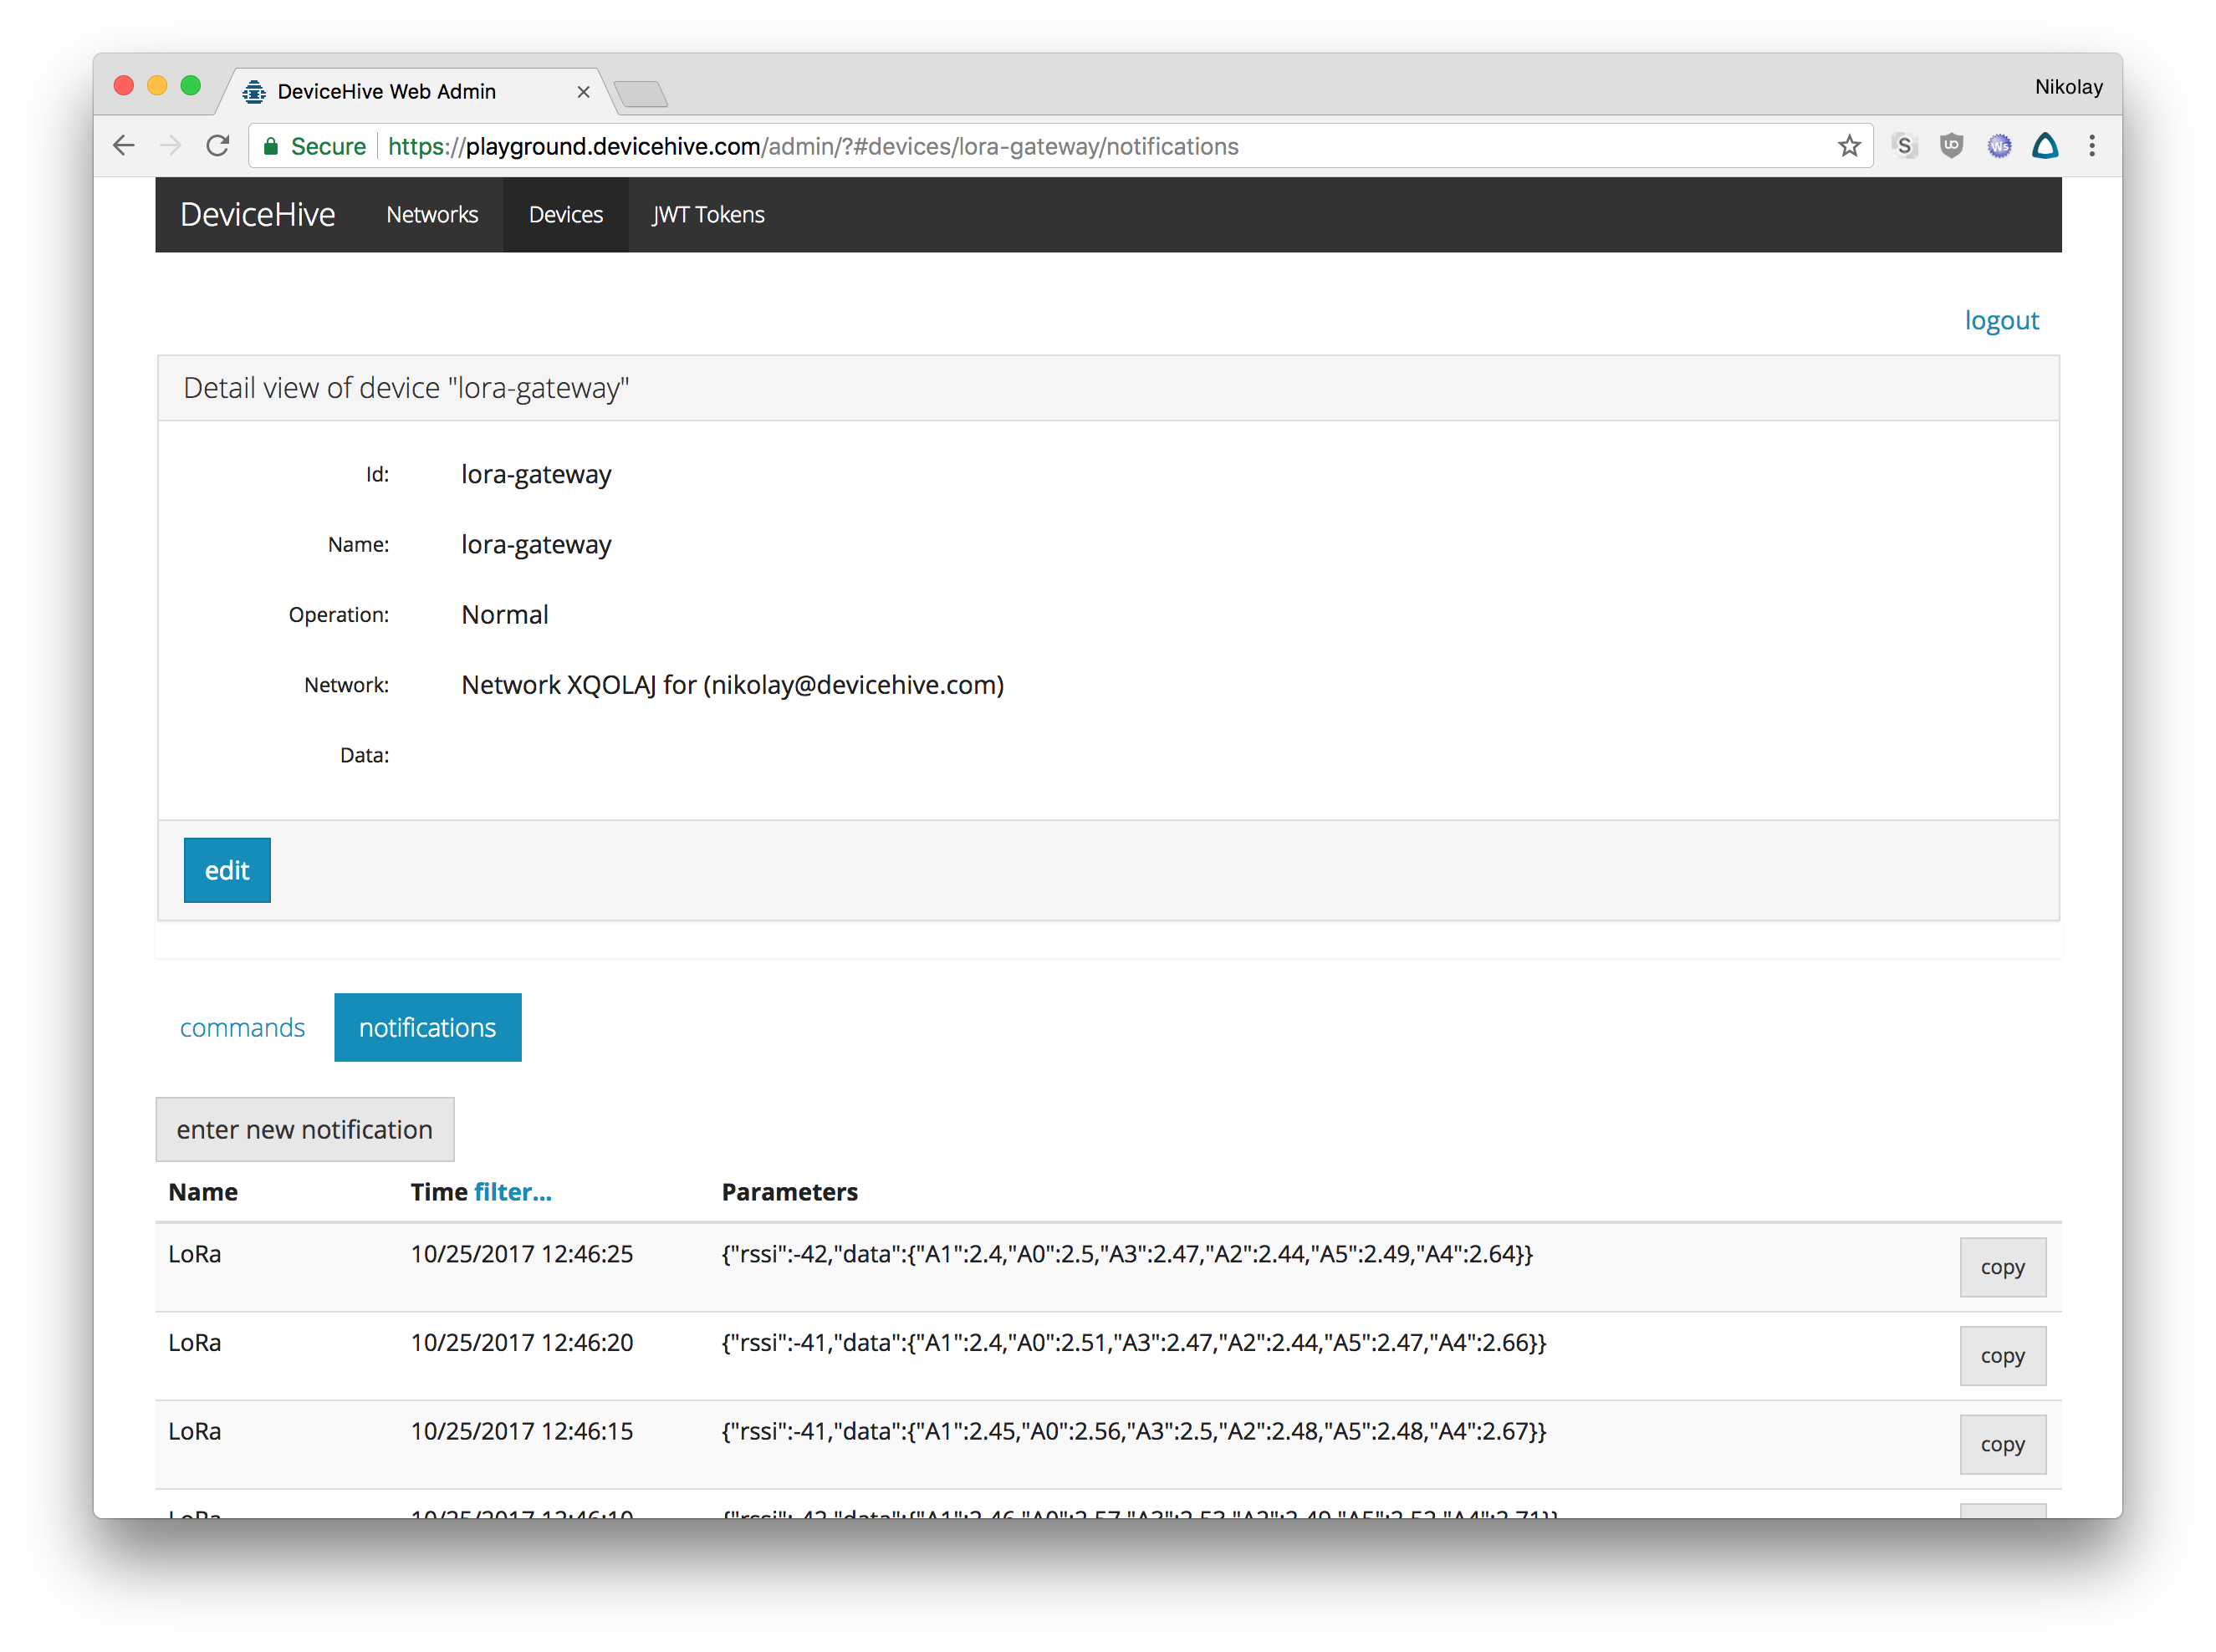 DeviceHive Web Admin
Nikolay
Secure https://playground.devicehive.com/admin/?#devices/lora-gateway/notifications
DeviceHive Networks Devices JWT Tokens
logout
Detail view of device "lora-gateway"
Id: lora-gateway
Name: lora-gateway
Operation: Normal
Network: Network XQOLAJ for (nikolay@devicehive.com)
Data:
edit
commands notifications
enter new notification
Name Time filter... Parameters
LoRa 10/25/2017 12:46:25 {"rssi":-42,"data":{"A1":2.4,"A0":2.5,"A3":2.47,"A2":2.44,"A5":2.49,"A4":2.64}} copy
LoRa 10/25/2017 12:46:20 {"rssi":-41,"data":{"A1":2.4,"A0":2.51,"A3":2.47,"A2":2.44,"A5":2.47,"A4":2.66}} copy
LoRa 10/25/2017 12:46:15 {"rssi":-41,"data":{"A1":2.45,"A0":2.56,"A3":2.5,"A2":2.48,"A5":2.48,"A4":2.67}} copy
LoRa 10/25/2017 12:46:10